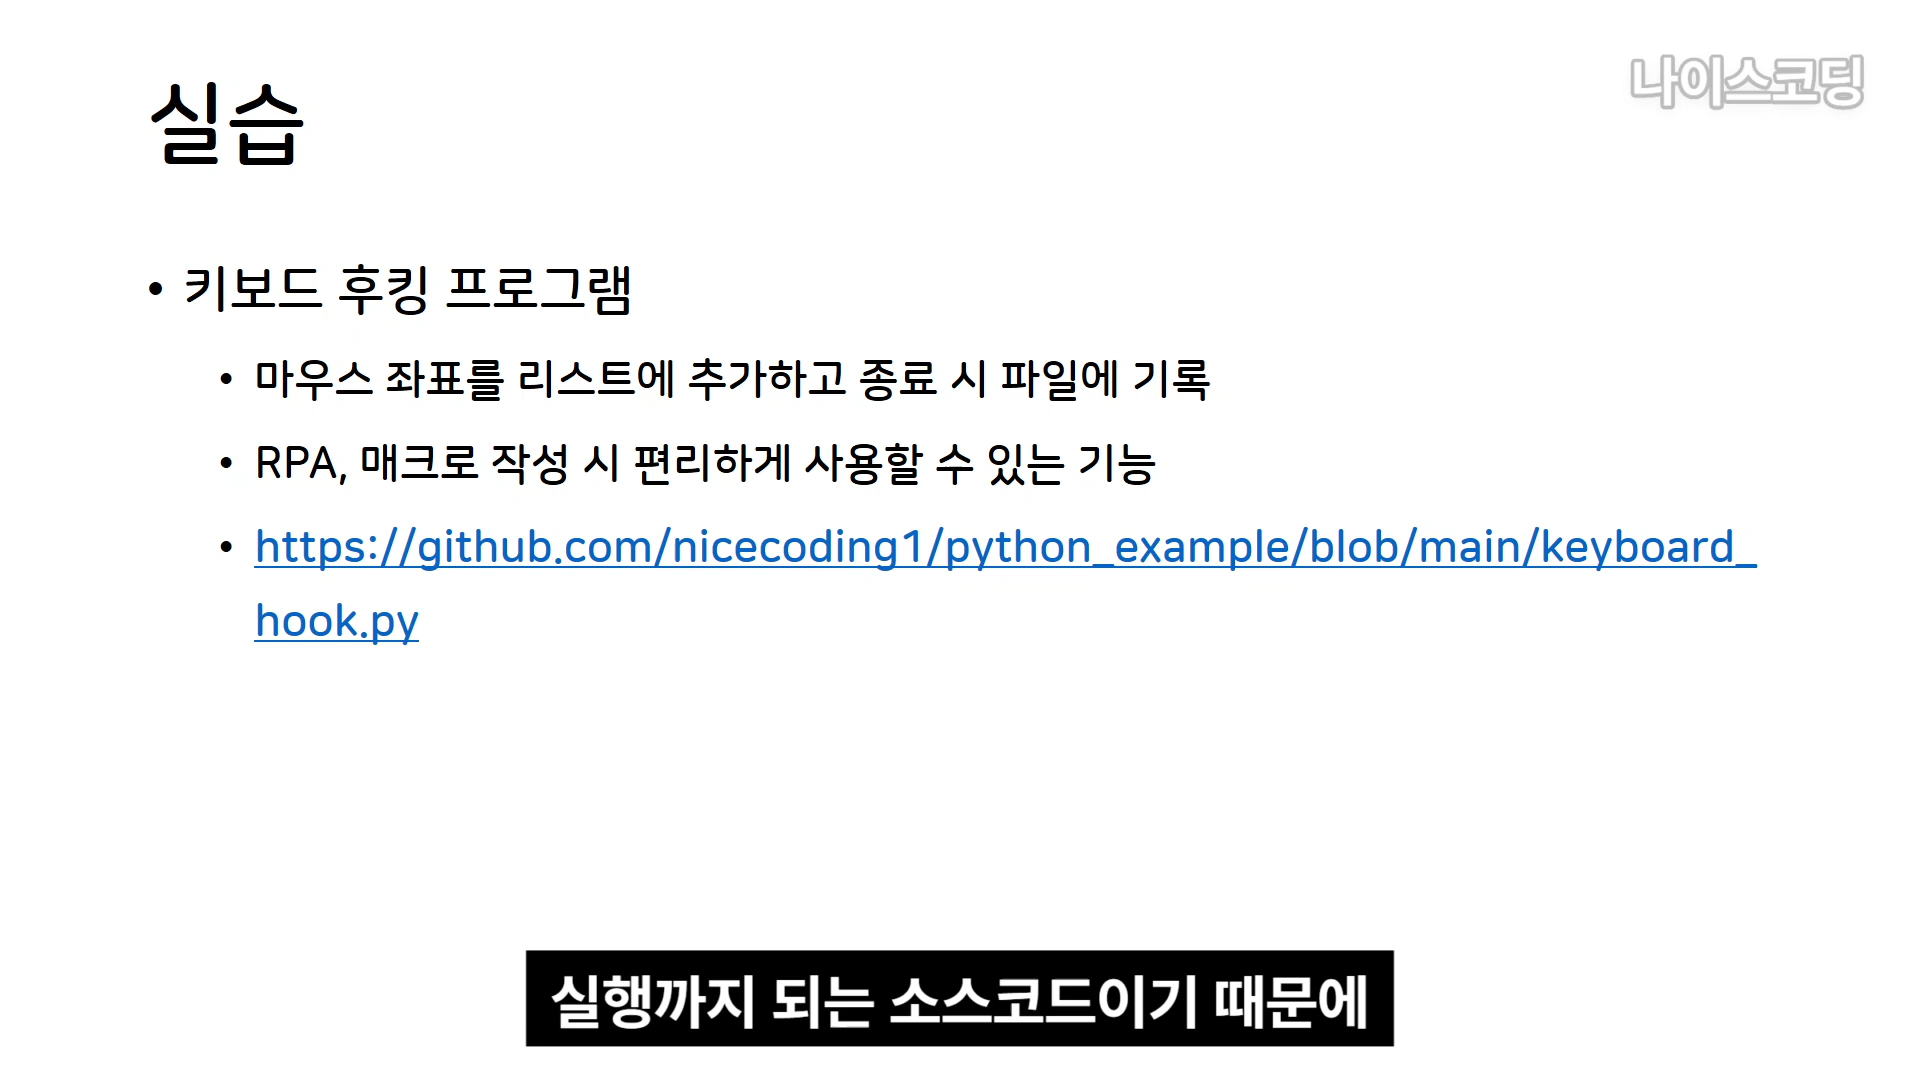 나이스코딩
실습
• 키보드 후킹 프로그램
• 마우스 좌표를 리스트에 추가하고 종료 시 파일에 기록
• RPA, 매크로 작성 시 편리하게 사용할 수 있는 기능
• https://github.com/nicecoding1/python_example/blob/main/keyboard_
hook.py
실행까지 되는 소스코드이기 때문에